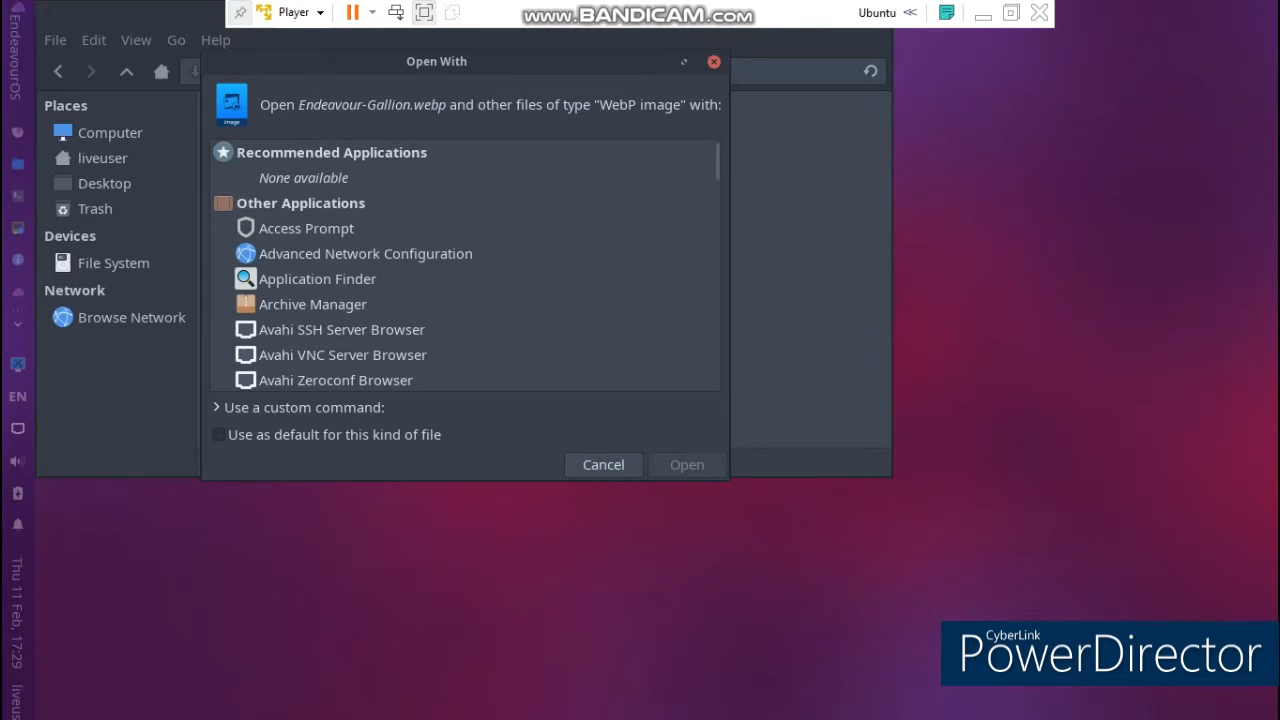 Player
www.BANDICAM.com
Ubuntu
EndeavourOS
File Edit View Go Help
Open With
Open Endeavour-Gallion.webp and other files of type "WebP image" with:
image
Places
Computer
liveuser
Desktop
Trash
Devices
File System
Network
Browse Network
Recommended Applications
None available
Other Applications
Access Prompt
Advanced Network Configuration
Application Finder
Archive Manager
Avahi SSH Server Browser
Avahi VNC Server Browser
Avahi Zeroconf Browser
Use a custom command:
Use as default for this kind of file
Cancel Open
EN
Thu 11 Feb, 17:29
liveus
CyberLink
PowerDirector